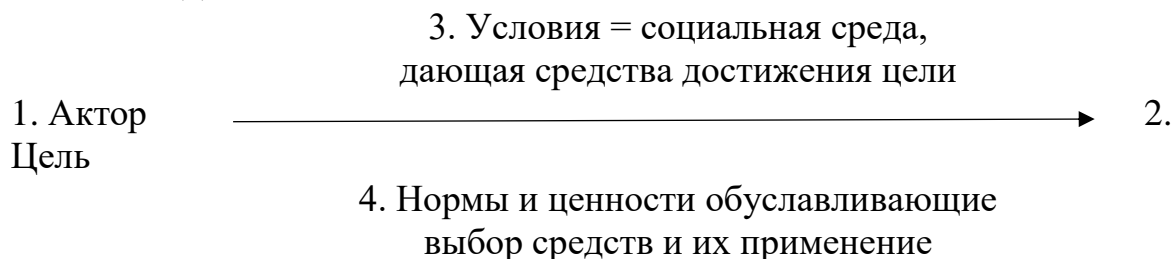 3. Условия = социальная среда,
дающая средства достижения цели
1. Актор 2.
Цель
4. Нормы и ценности обуславливающие
выбор средств и их применение